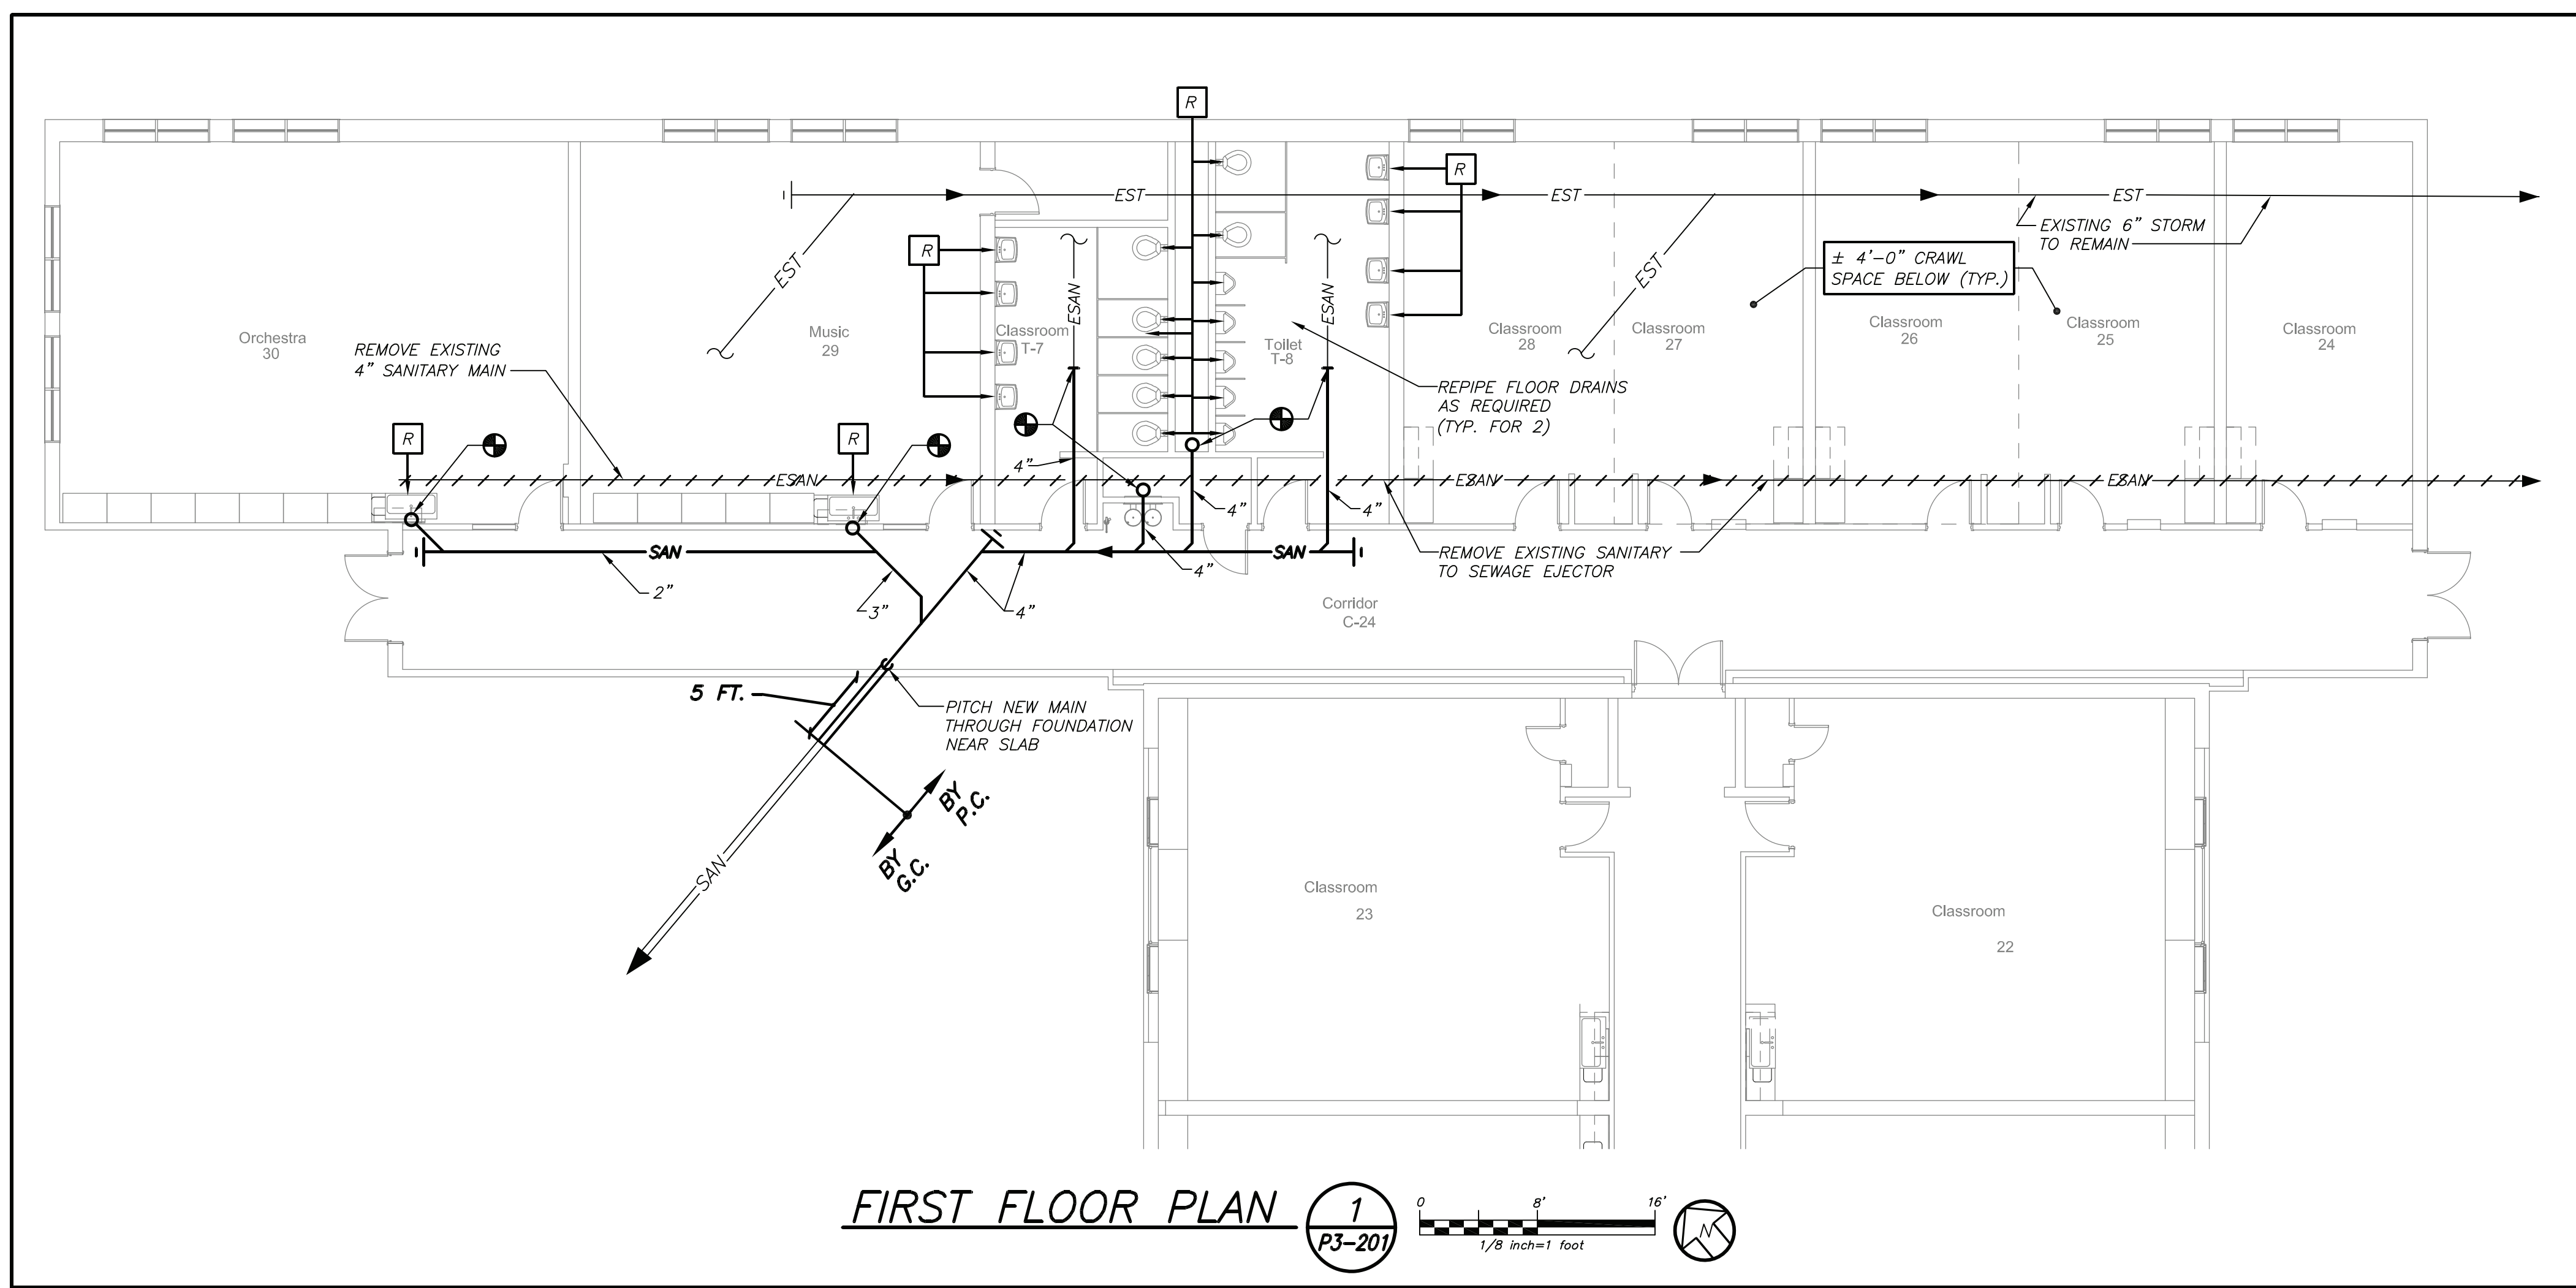 R
R
EST
EST
EST
EST
EXISTING 6" STORM
TO REMAIN
R
± 4'-0" CRAWL
SPACE BELOW (TYP.)
EST
EST
ESAN
ESAN
Orchestra
30
Music
29
Classroom
T-7
Toilet
T-8
Classroom
28
Classroom
27
Classroom
26
Classroom
25
Classroom
24
REMOVE EXISTING
4" SANITARY MAIN
REPIPE FLOOR DRAINS
AS REQUIRED
(TYP. FOR 2)
R
R
4"
ESAN
ESAN
ESAN
4"
4"
SAN
SAN
REMOVE EXISTING SANITARY
TO SEWAGE EJECTOR
4"
2"
3"
4"
Corridor
C-24
5 FT.
PITCH NEW MAIN
THROUGH FOUNDATION
NEAR SLAB
BY
P.C.
BY
G.C.
SAN
Classroom
23
Classroom
22
FIRST FLOOR PLAN
1
P3-201
0 8' 16'
1/8 inch=1 foot
N